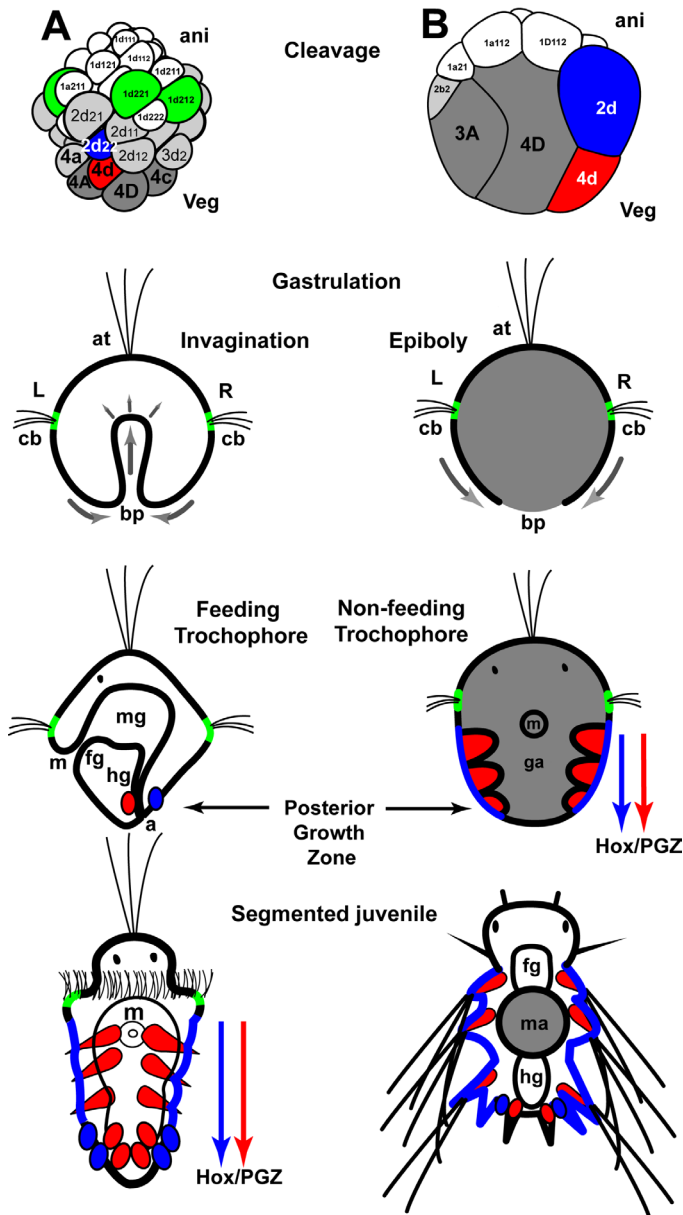 A
B
ani
ani
Cleavage
1d111
1d112
1d121
1d211
1a211
1d221
1d212
1d222
2d21
2d11
2d22
2d12
3d2
4a
4d
4A
4D
4c
Veg
1a112
1D112
1a21
2b2
2d
3A
4D
4d
Veg
Gastrulation
at
Invagination
Epiboly
at
L
R
L
R
cb
cb
cb
cb
bp
bp
Feeding
Trochophore
Non-feeding
Trochophore
mg
m
fg
hg
a
m
ga
Posterior
Growth
Zone
Hox/PGZ
Segmented juvenile
m
Hox/PGZ
fg
ma
hg